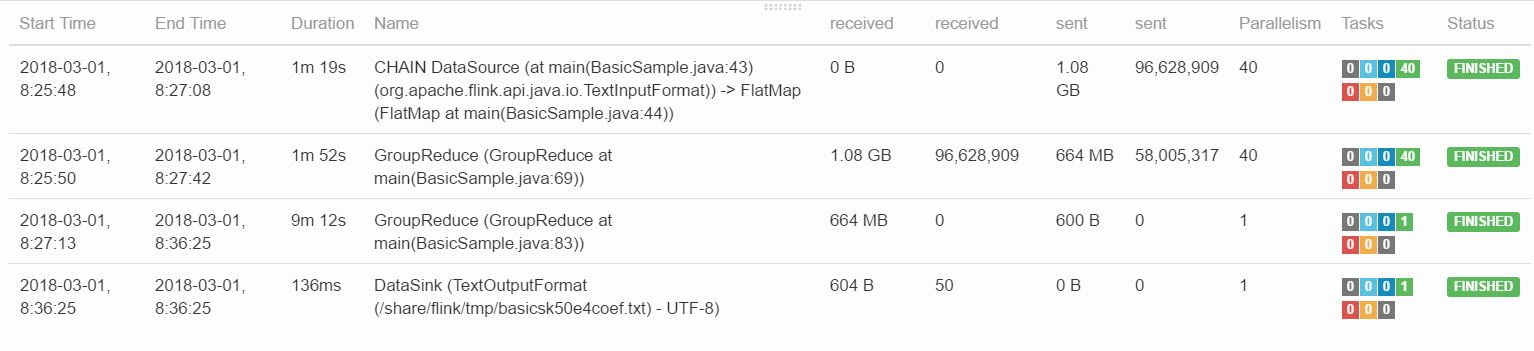 Start Time End Time Duration Name received received sent sent Parallelism Tasks Status
2018-03-01, 2018-03-01, 1m 19s CHAIN DataSource (at main(BasicSample.java:43) 0 B 0 1.08 96,628,909 40 0 0 0 40 FINISHED
8:25:48 8:27:08 (org.apache.flink.api.java.io.TextInputFormat)) -> FlatMap GB 0 0 0
(FlatMap at main(BasicSample.java:44))
2018-03-01, 2018-03-01, 1m 52s GroupReduce (GroupReduce at 1.08 GB 96,628,909 664 MB 58,005,317 40 0 0 0 40 FINISHED
8:25:50 8:27:42 main(BasicSample.java:69)) 0 0 0
2018-03-01, 2018-03-01, 9m 12s GroupReduce (GroupReduce at 664 MB 0 600 B 0 1 0 0 0 1 FINISHED
8:27:13 8:36:25 main(BasicSample.java:83)) 0 0 0
2018-03-01, 2018-03-01, 136ms DataSink (TextOutputFormat 604 B 50 0 B 0 1 0 0 0 1 FINISHED
8:36:25 8:36:25 (/share/flink/tmp/basicsk50e4coef.txt) - UTF-8) 0 0 0